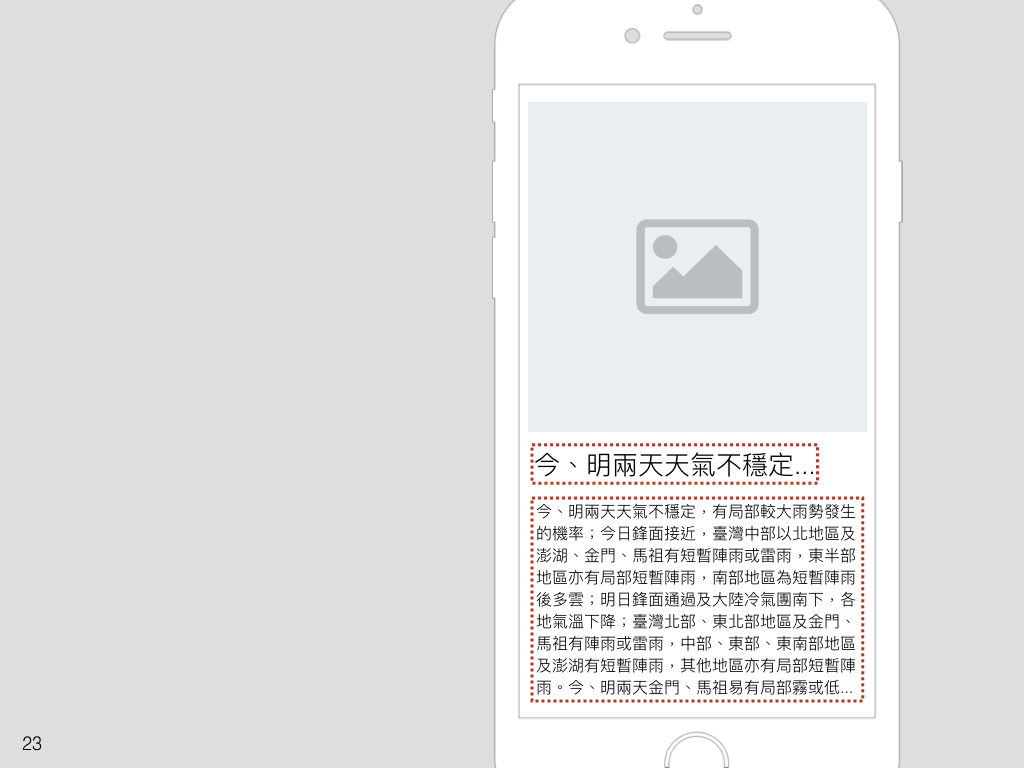 今、明兩天天氣不穩定...
今、明兩天天氣不穩定，有局部較大雨勢發生
的機率；今日鋒面接近，臺灣中部以北地區及
澎湖、金門、馬祖有短暫陣雨或雷雨，東半部
地區亦有局部短暫陣雨，南部地區為短暫陣雨
後多雲；明日鋒面通過及大陸冷氣團南下，各
地氣溫下降；臺灣北部、東北部地區及金門、
馬祖有陣雨或雷雨，中部、東部、東南部地區
及澎湖有短暫陣雨，其他地區亦有局部短暫陣
雨。今、明兩天金門、馬祖易有局部霧或低...
23